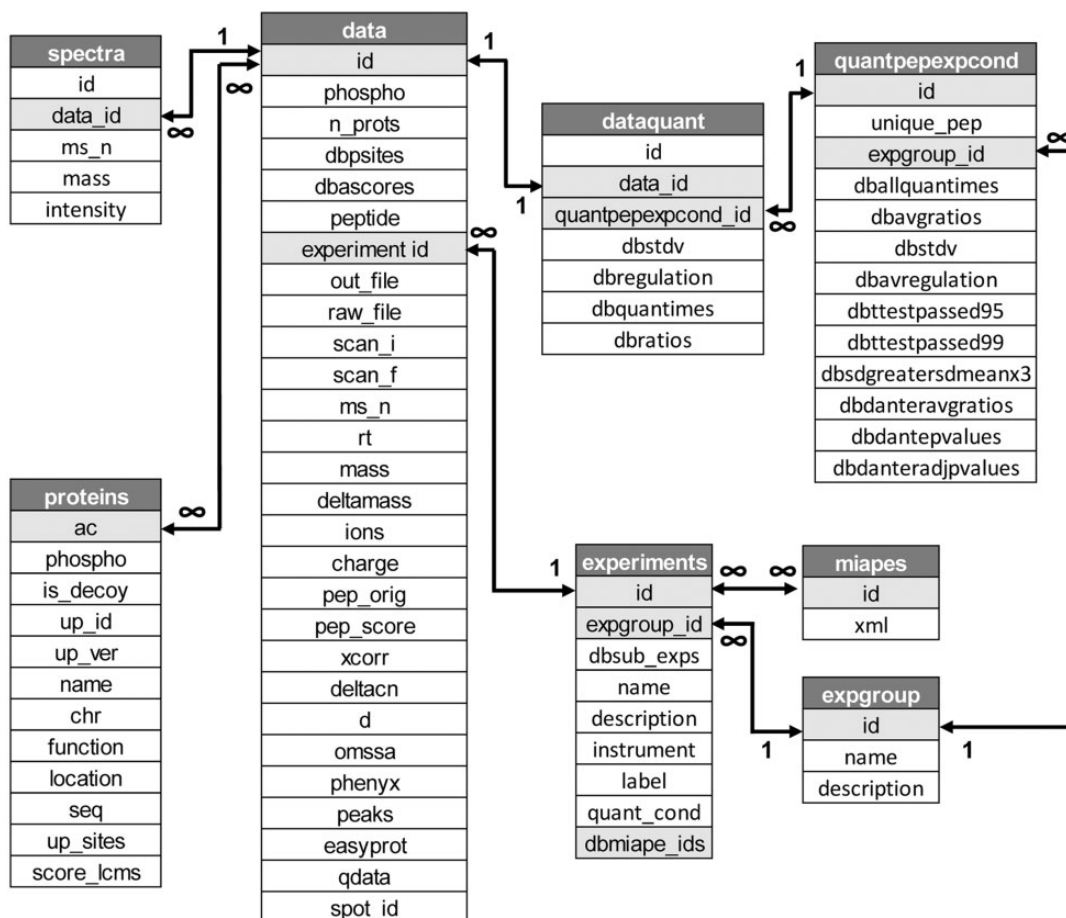 spectra
id
data_id
ms_n
mass
intensity
1
∞
data
id
phospho
n_prots
dbpsites
dbascores
peptide
experiment id
out_file
raw_file
scan_i
scan_f
ms_n
rt
mass
deltamass
ions
charge
pep_orig
pep_score
xcorr
deltacn
d
omssa
phenyx
peaks
easyprot
qdata
spot_id
∞
∞
proteins
ac
phospho
is_decoy
up_id
up_ver
name
chr
function
location
seq
up_sites
score_lcms
∞
1
1
dataquant
id
data_id
quantpepexpcond_id
dbstdv
dbregulation
dbquantimes
dbratios
∞
1
quantpepexpcond
id
unique_pep
expgroup_id
dballquantimes
dbavgratios
dbstdv
dbavregulation
dbttestpassed95
dbttestpassed99
dbsdgreatersdmeanx3
dbdanteravgratios
dbdantepvalues
dbdanteradjpvalues
∞
1
experiments
id
expgroup_id
dbsub_exps
name
description
instrument
label
quant_cond
dbmiape_ids
∞
∞
∞
1
miapes
id
xml
expgroup
id
name
description
1